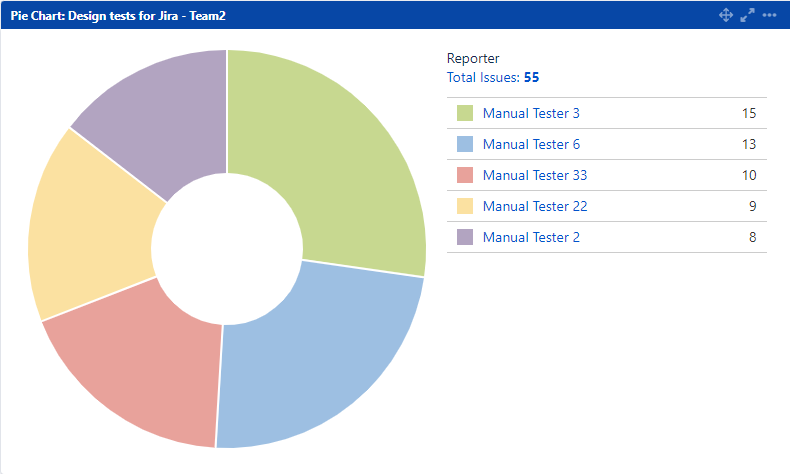 Pie Chart: Design tests for Jira - Team2
Reporter
Total Issues: 55
Manual Tester 3 15
Manual Tester 6 13
Manual Tester 33 10
Manual Tester 22 9
Manual Tester 2 8